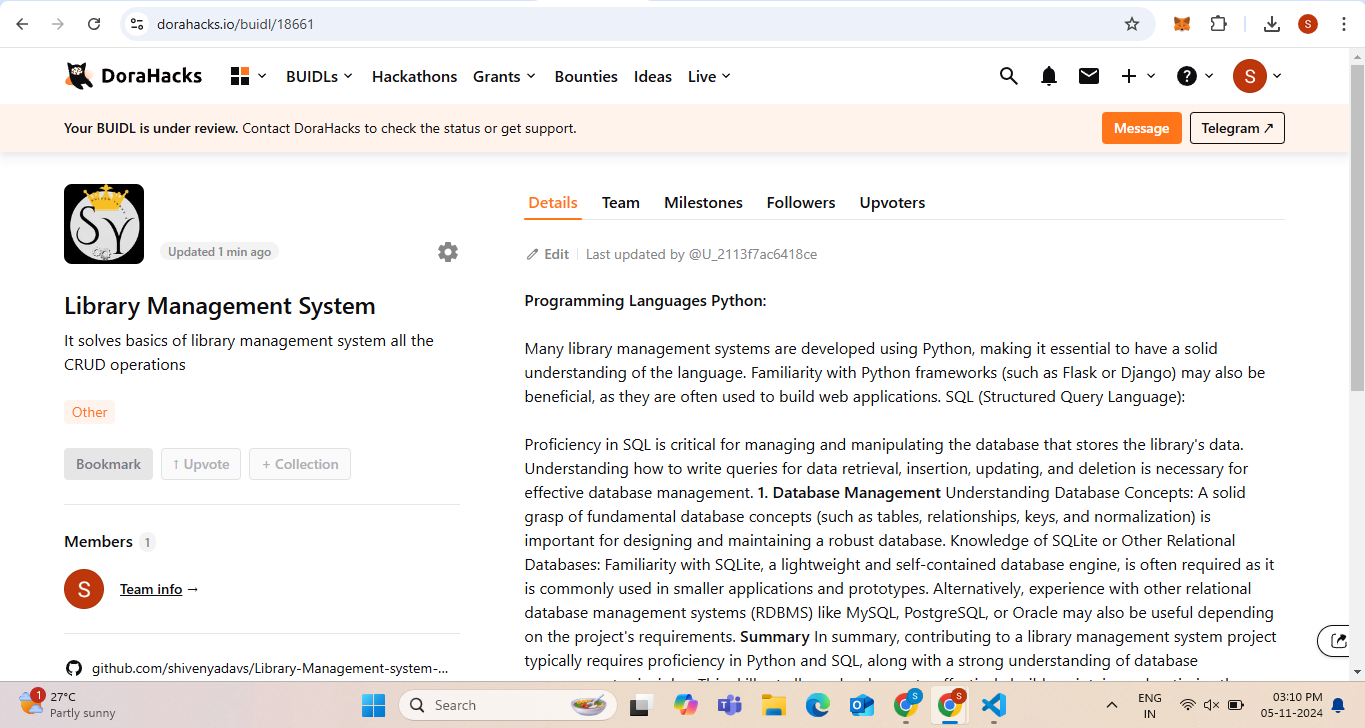 dorahacks.io/buidl/18661
S
DoraHacks
BUIDLs
Hackathons
Grants
Bounties
Ideas
Live
S
Your BUIDL is under review. Contact DoraHacks to check the status or get support.
Message
Telegram ↗
SY
Updated 1 min ago
Details
Team
Milestones
Followers
Upvoters
Edit
Last updated by @U_2113f7ac6418ce
Library Management System
It solves basics of library management system all the
CRUD operations
Other
Bookmark
↑ Upvote
+ Collection
Members 1
S
Team info →
github.com/shivenyadavs/Library-Management-system-...
Programming Languages Python:
Many library management systems are developed using Python, making it essential to have a solid
understanding of the language. Familiarity with Python frameworks (such as Flask or Django) may also be
beneficial, as they are often used to build web applications. SQL (Structured Query Language):
Proficiency in SQL is critical for managing and manipulating the database that stores the library's data.
Understanding how to write queries for data retrieval, insertion, updating, and deletion is necessary for
effective database management. 1. Database Management Understanding Database Concepts: A solid
grasp of fundamental database concepts (such as tables, relationships, keys, and normalization) is
important for designing and maintaining a robust database. Knowledge of SQLite or Other Relational
Databases: Familiarity with SQLite, a lightweight and self-contained database engine, is often required as it
is commonly used in smaller applications and prototypes. Alternatively, experience with other relational
database management systems (RDBMS) like MySQL, PostgreSQL, or Oracle may also be useful depending
on the project's requirements. Summary In summary, contributing to a library management system project
typically requires proficiency in Python and SQL, along with a strong understanding of database
1
27°C
Partly sunny
Search
S
S
ENG
IN
03:10 PM
05-11-2024